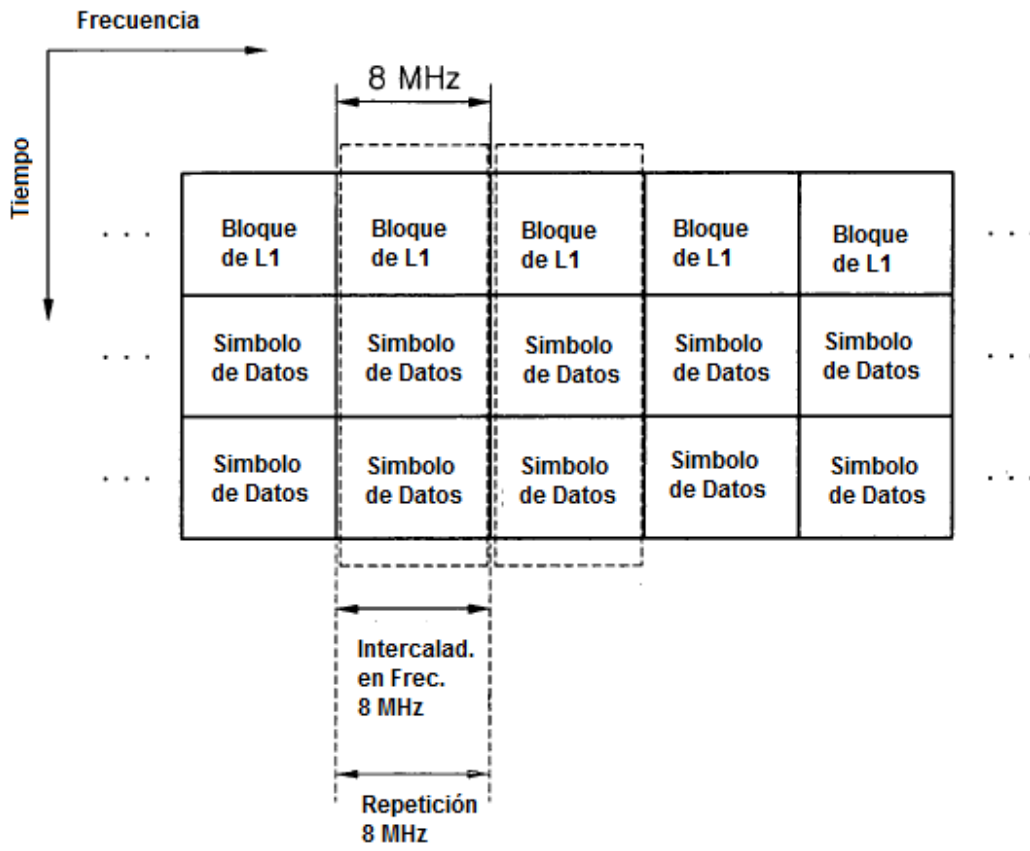 Frecuencia
8 MHz
Tiempo
. . .
Bloque
de L1
Bloque
de L1
Bloque
de L1
Bloque
de L1
Bloque
de L1
. . .
. . .
Simbolo
de Datos
Simbolo
de Datos
Simbolo
de Datos
Simbolo
de Datos
Simbolo
de Datos
. . .
. . .
Simbolo
de Datos
Simbolo
de Datos
Simbolo
de Datos
Simbolo
de Datos
Simbolo
de Datos
. . .
Intercalad.
en Frec.
8 MHz
Repetición
8 MHz